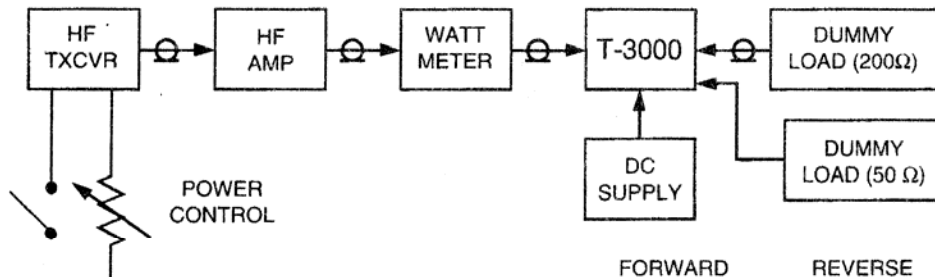 HF
TXCVR
HF
AMP
WATT
METER
T-3000
DUMMY
LOAD (200Ω)
DC
SUPPLY
DUMMY
LOAD (50 Ω)
POWER
CONTROL
FORWARD
REVERSE